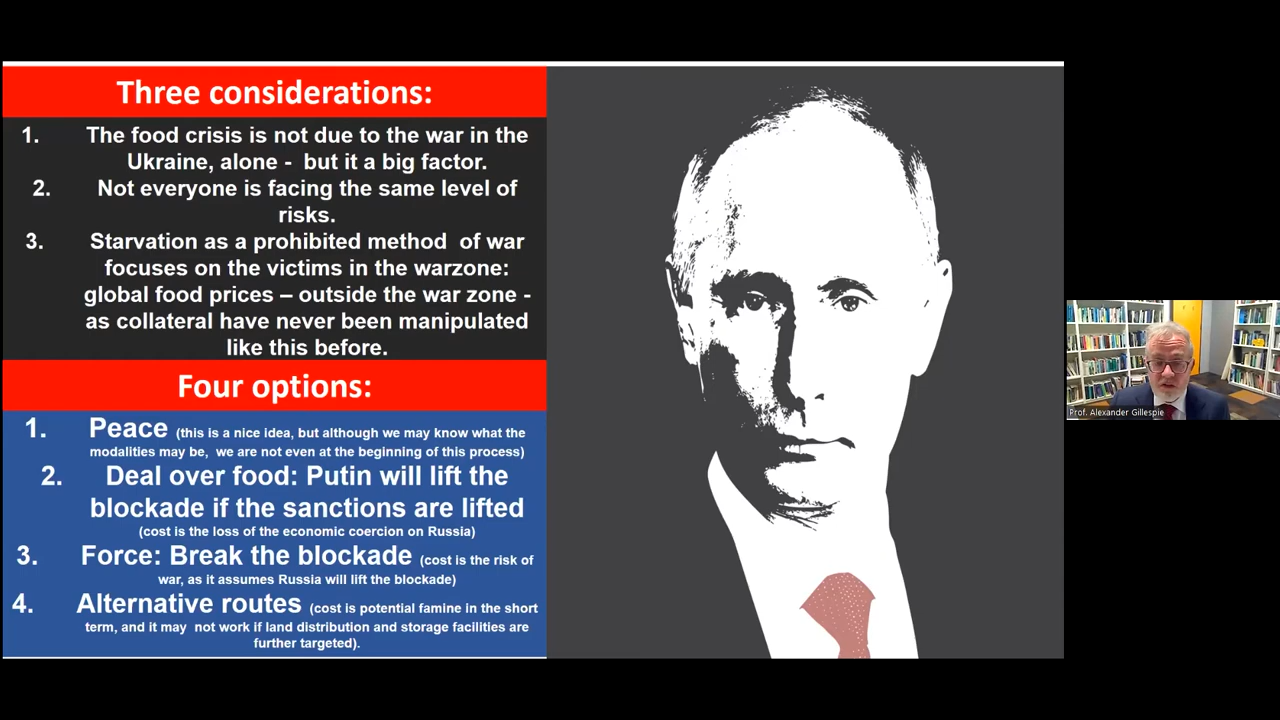 Three considerations:
1. The food crisis is not due to the war in the
Ukraine, alone - but it a big factor.
2. Not everyone is facing the same level of
risks.
3. Starvation as a prohibited method of war
focuses on the victims in the warzone:
global food prices – outside the war zone -
as collateral have never been manipulated
like this before.
Four options:
1. Peace (this is a nice idea, but although we may know what the
modalities may be, we are not even at the beginning of this process)
2. Deal over food: Putin will lift the
blockade if the sanctions are lifted
(cost is the loss of the economic coercion on Russia)
3. Force: Break the blockade (cost is the risk of
war, as it assumes Russia will lift the blockade)
4. Alternative routes (cost is potential famine in the short
term, and it may not work if land distribution and storage facilities are
further targeted).
Prof. Alexander Gillespie